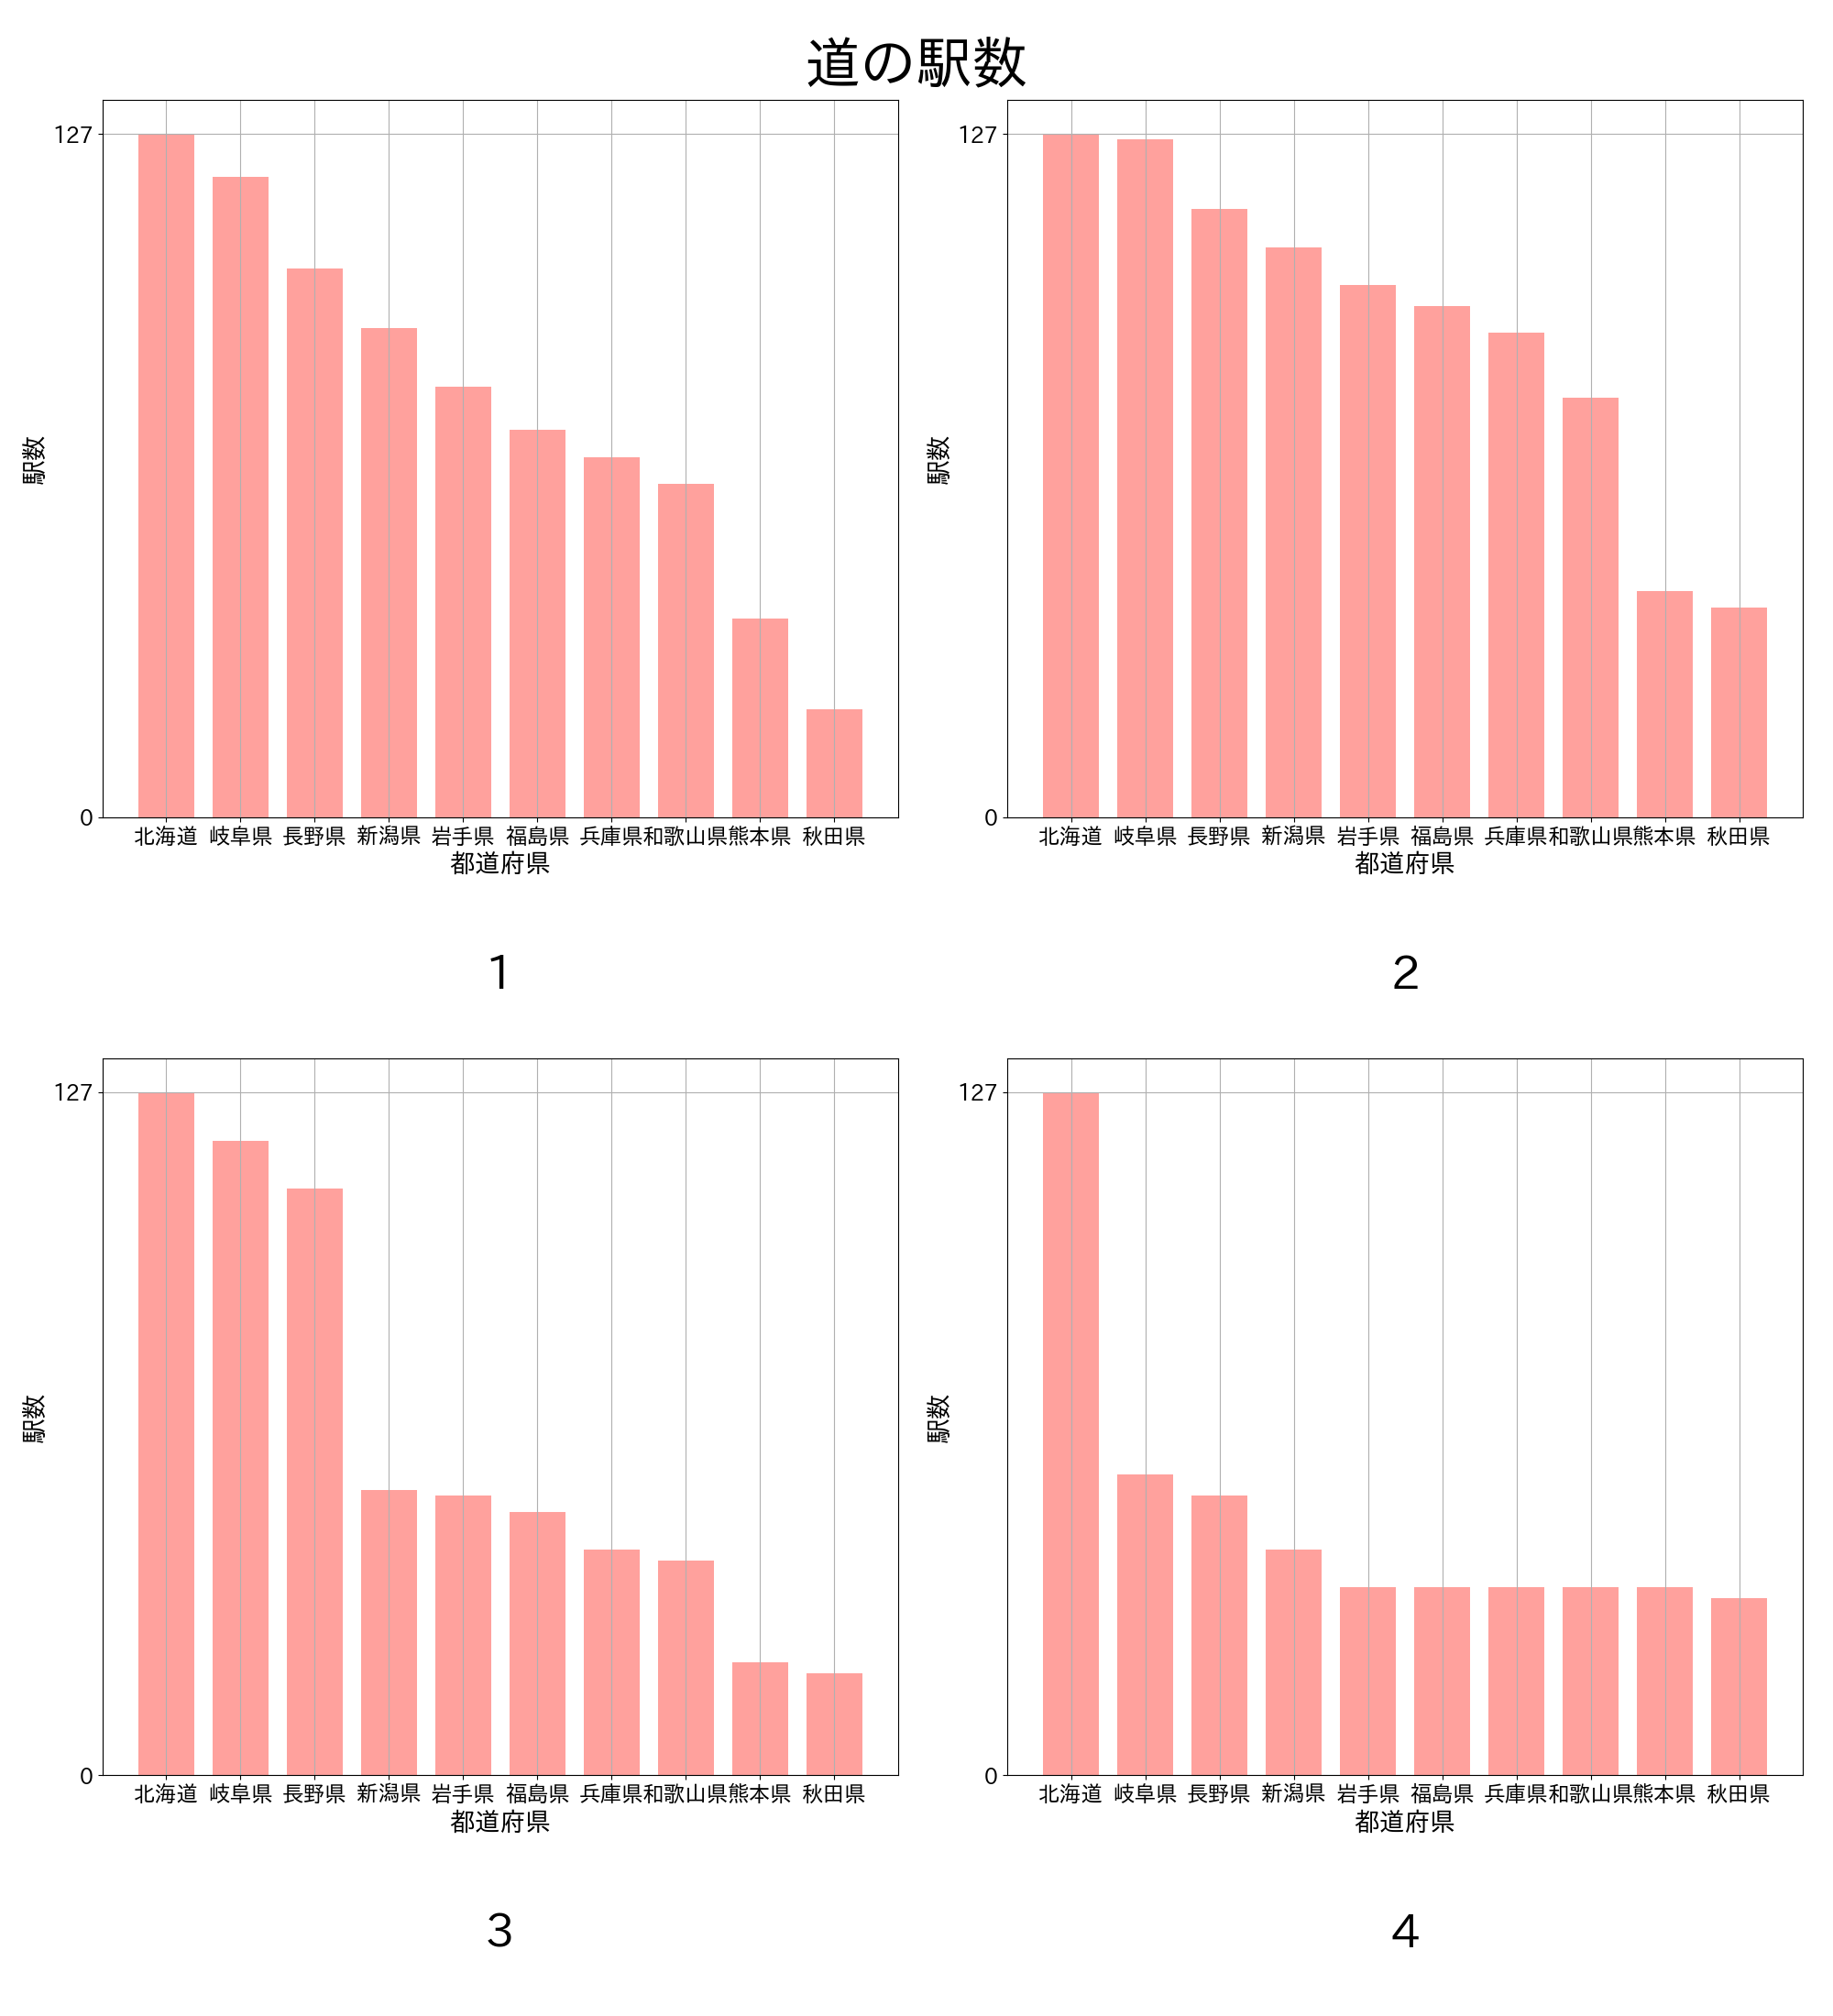 道の駅数
127
0
駅数
北海道 岐阜県 長野県 新潟県 岩手県 福島県 兵庫県 和歌山県 熊本県 秋田県
都道府県
1
127
0
駅数
北海道 岐阜県 長野県 新潟県 岩手県 福島県 兵庫県 和歌山県 熊本県 秋田県
都道府県
2
127
0
駅数
北海道 岐阜県 長野県 新潟県 岩手県 福島県 兵庫県 和歌山県 熊本県 秋田県
都道府県
3
127
0
駅数
北海道 岐阜県 長野県 新潟県 岩手県 福島県 兵庫県 和歌山県 熊本県 秋田県
都道府県
4